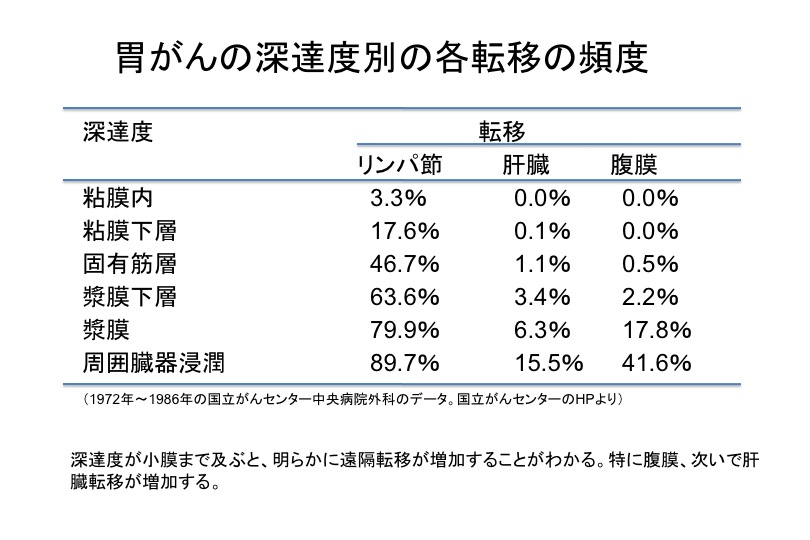 胃がんの深達度別の各転移の頻度
深達度 転移
リンパ節 肝臓 腹膜
粘膜内 3.3% 0.0% 0.0%
粘膜下層 17.6% 0.1% 0.0%
固有筋層 46.7% 1.1% 0.5%
漿膜下層 63.6% 3.4% 2.2%
漿膜 79.9% 6.3% 17.8%
周囲臓器浸潤 89.7% 15.5% 41.6%
（1972年～1986年の国立がんセンター中央病院外科のデータ。国立がんセンターのHPより）
深達度が小膜まで及ぶと、明らかに遠隔転移が増加することがわかる。特に腹膜、次いで肝
臓転移が増加する。